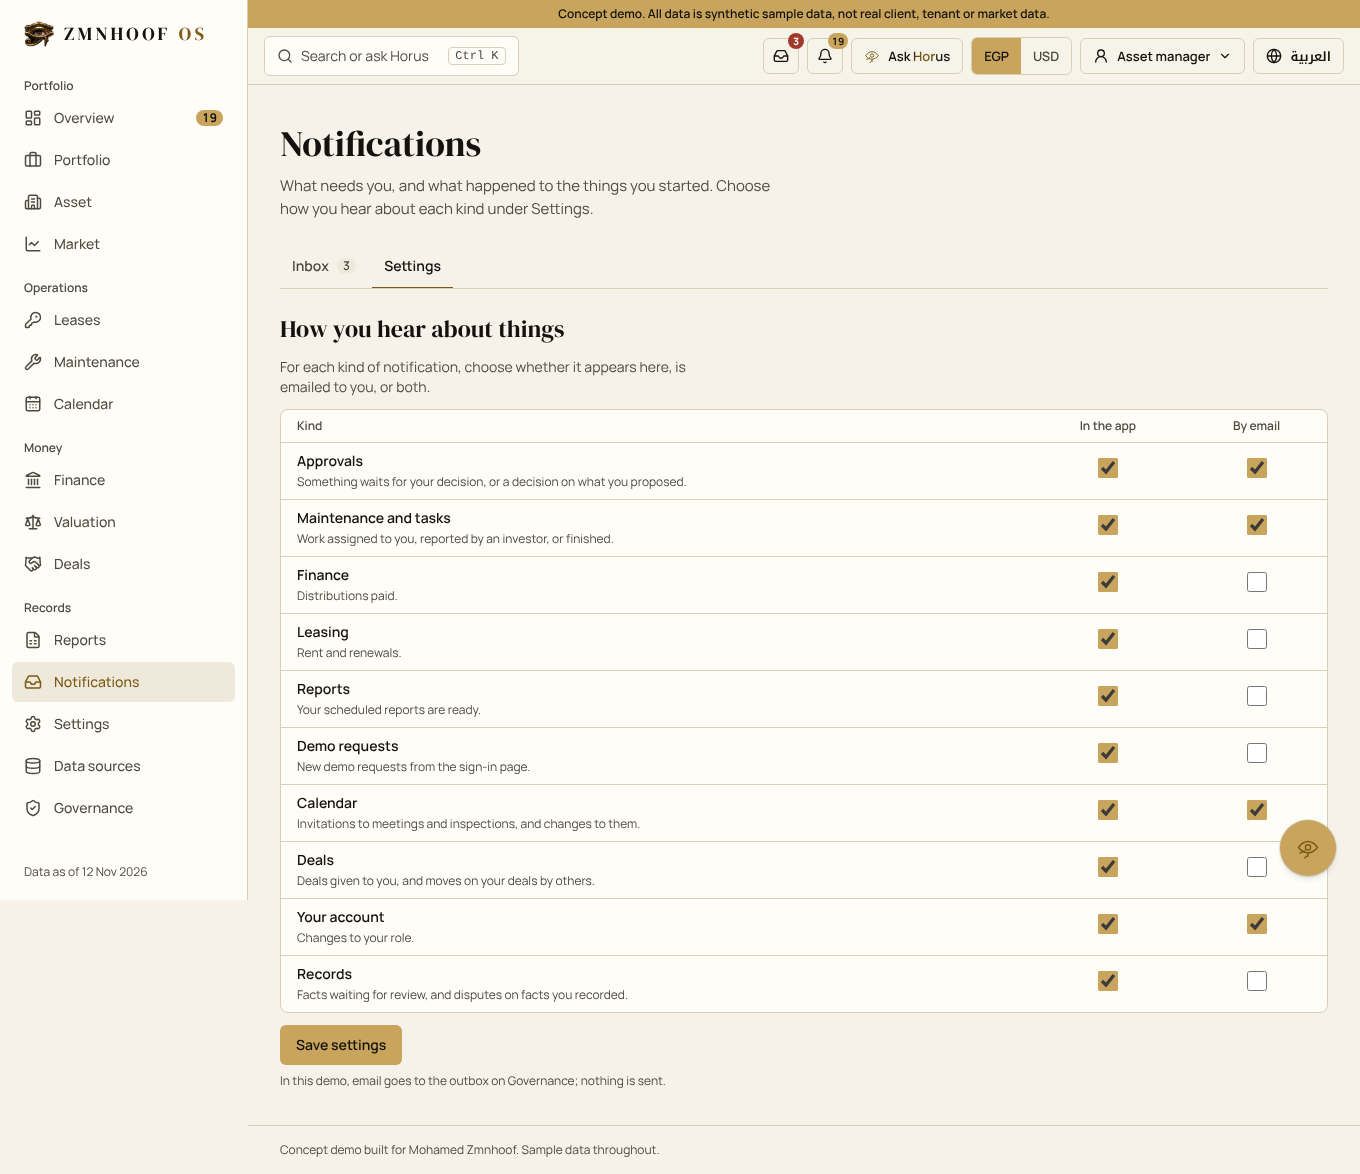 Concept demo. All data is synthetic sample data, not real client, tenant or market data.
ZMNHOOF OS
Search or ask Horus
Ctrl K
3
19
Ask Horus
EGP
USD
Asset manager
العربية
Portfolio
Overview 19
Portfolio
Asset
Market
Operations
Leases
Maintenance
Calendar
Money
Finance
Valuation
Deals
Records
Reports
Notifications
Settings
Data sources
Governance
Data as of 12 Nov 2026
Notifications
What needs you, and what happened to the things you started. Choose
how you hear about each kind under Settings.
Inbox 3
Settings
How you hear about things
For each kind of notification, choose whether it appears here, is
emailed to you, or both.
Kind In the app By email
Approvals
Something waits for your decision, or a decision on what you proposed.
Maintenance and tasks
Work assigned to you, reported by an investor, or finished.
Finance
Distributions paid.
Leasing
Rent and renewals.
Reports
Your scheduled reports are ready.
Demo requests
New demo requests from the sign-in page.
Calendar
Invitations to meetings and inspections, and changes to them.
Deals
Deals given to you, and moves on your deals by others.
Your account
Changes to your role.
Records
Facts waiting for review, and disputes on facts you recorded.
Save settings
In this demo, email goes to the outbox on Governance; nothing is sent.
Concept demo built for Mohamed Zmnhoof. Sample data throughout.